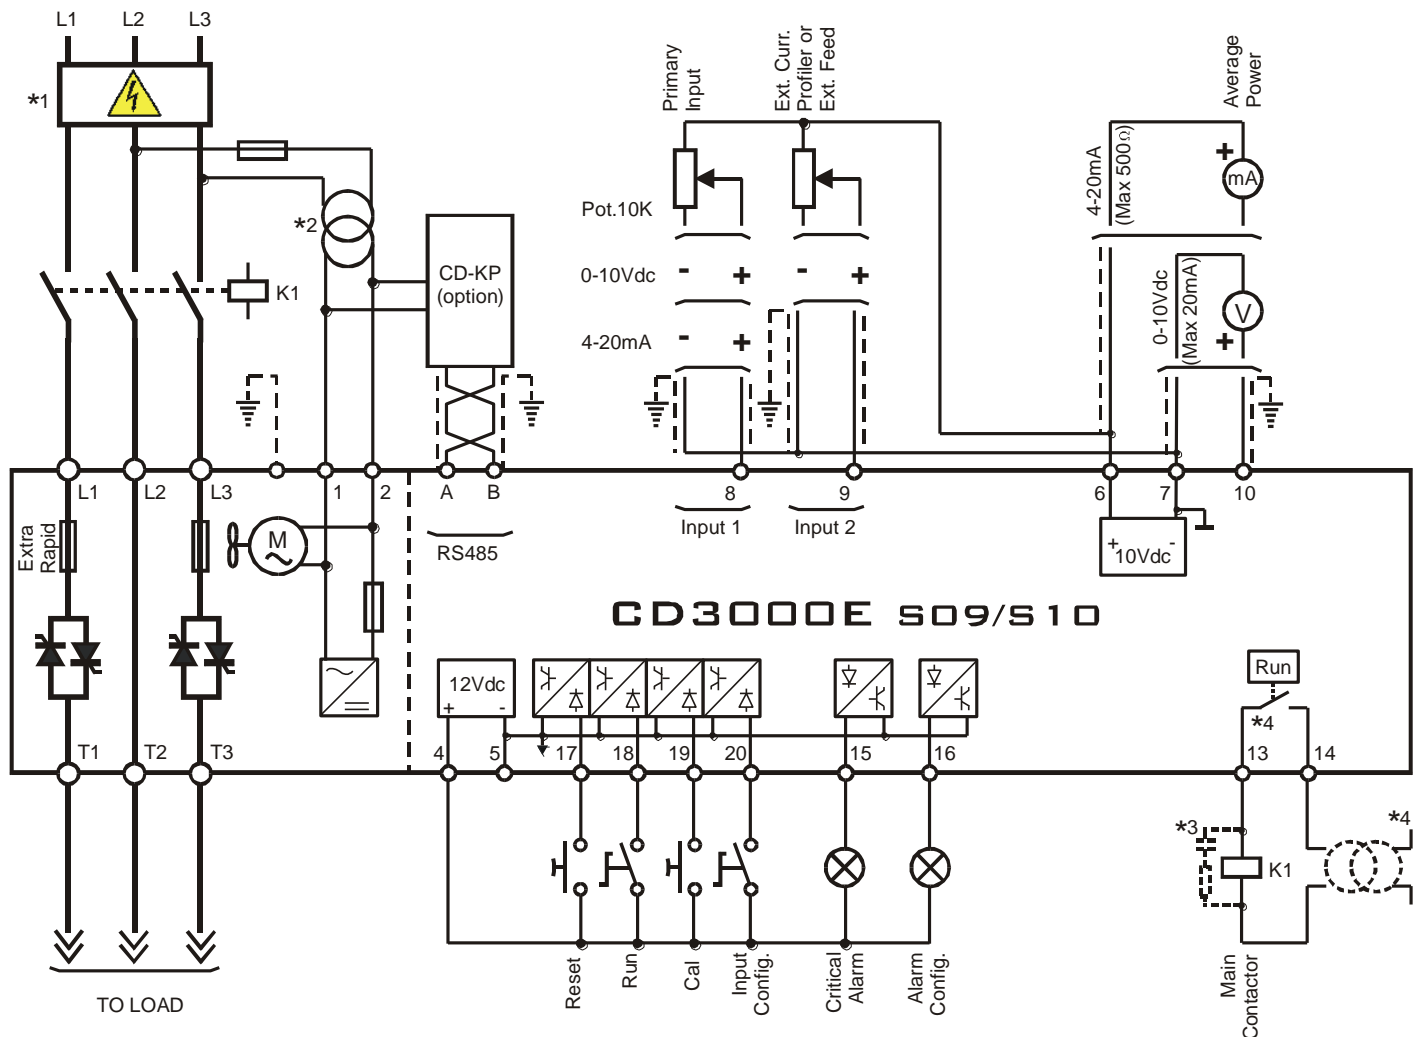 L1 L2 L3
*1
*2
K1
CD-KP
(option)
Primary
Input
Ext. Curr.
Profiler or
Ext. Feed
Average
Power
Pot.10K
0-10Vdc
- +
- +
4-20mA
- +
4-20mA
(Max 500Ω)
+
mA
0-10Vdc
(Max 20mA)
V
+
L1 L2 L3 1 2 A B 8 9 6 7 10
RS485
Input 1
Input 2
+ -
10Vdc
Extra
Rapid
M
CD3000E S09/S10
12Vdc
+ -
Run
*4
T1 T2 T3 4 5 17 18 19 20 15 16 13 14
*3
K1
*4
Reset
Run
Cal
Input
Config.
Critical
Alarm
Alarm
Config.
Main
Contactor
TO LOAD